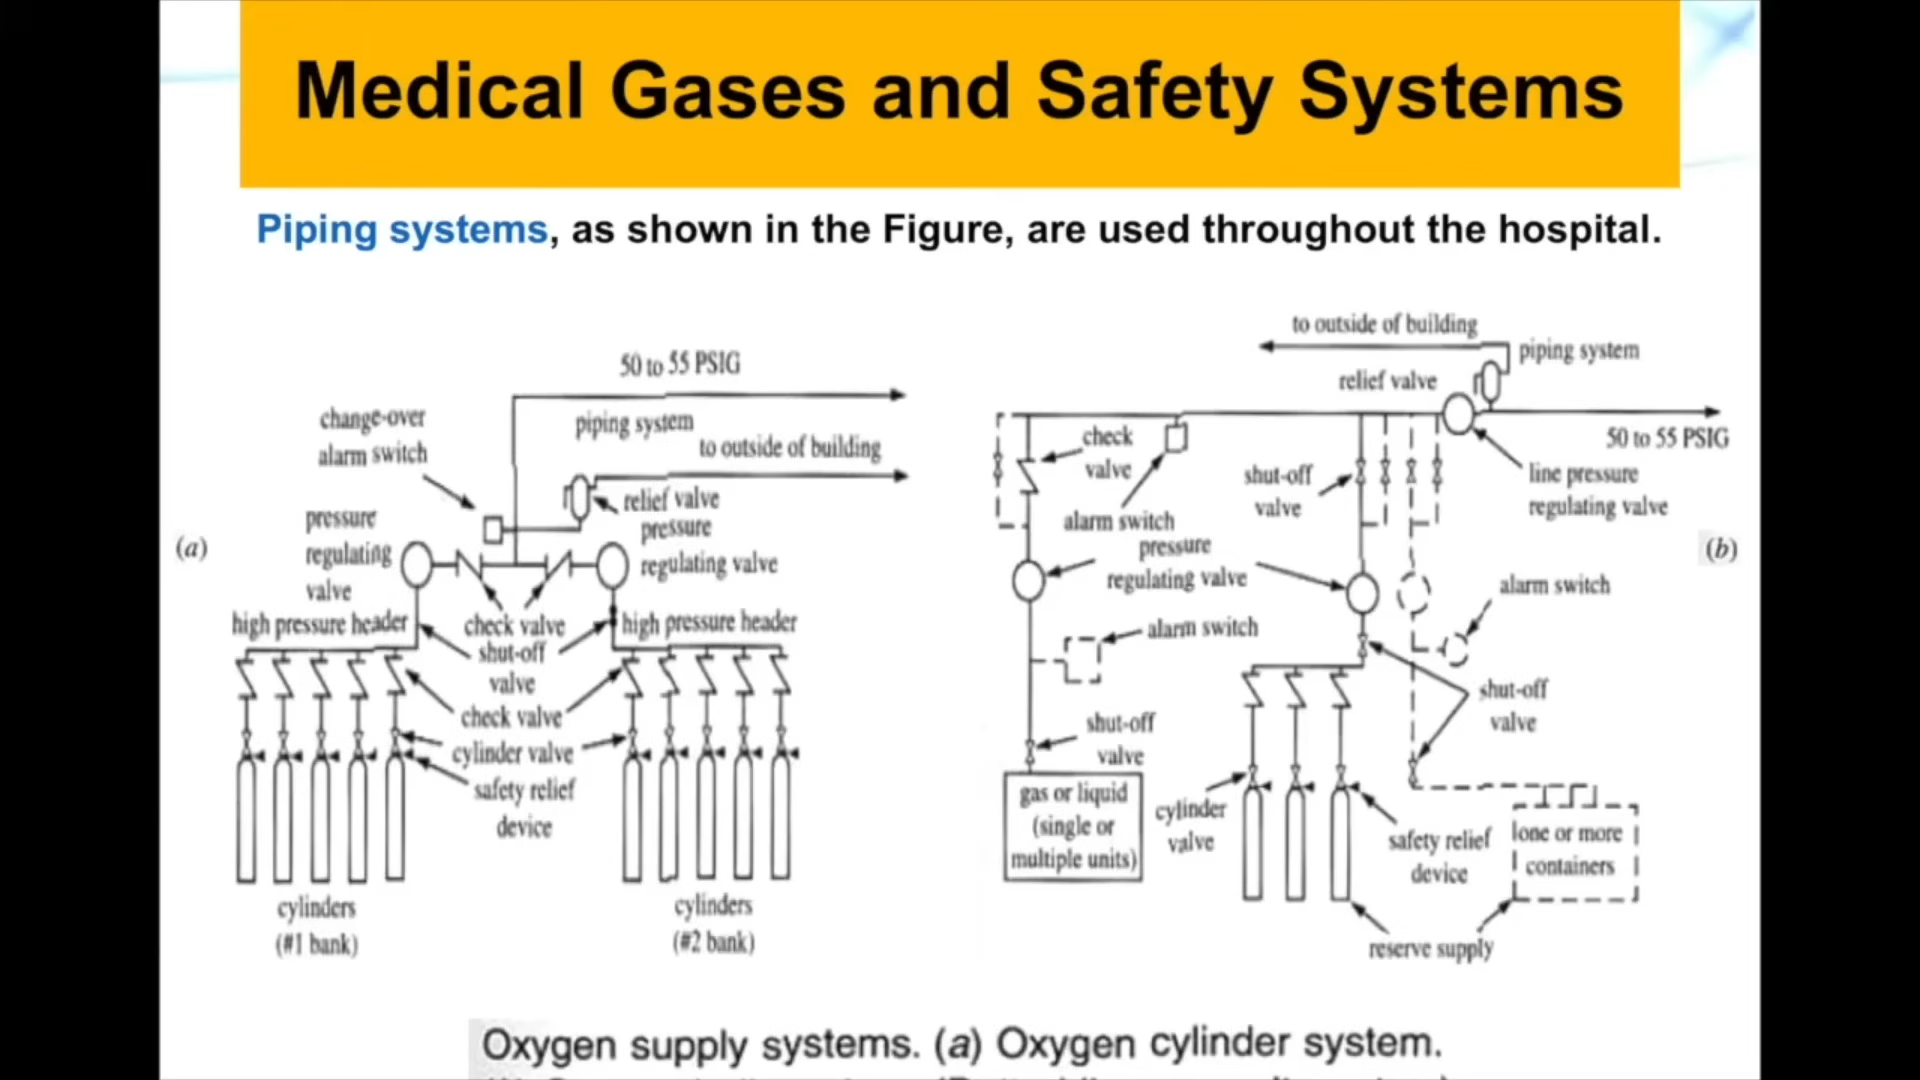 Medical Gases and Safety Systems
Piping systems, as shown in the Figure, are used throughout the hospital.
(a)
50 to 55 PSIG
change-over
alarm switch
piping system
to outside of building
relief valve
pressure
regulating
valve
pressure
regulating valve
high pressure header
check valve
high pressure header
shut-off
valve
check valve
cylinder valve
safety relief
device
cylinders
(#1 bank)
cylinders
(#2 bank)
(b)
to outside of building
piping system
relief valve
50 to 55 PSIG
check
valve
shut-off
valve
line pressure
regulating valve
alarm switch
pressure
regulating valve
alarm switch
alarm switch
shut-off
valve
shut-off
valve
gas or liquid
(single or
multiple units)
cylinder
valve
safety relief
device
one or more
containers
reserve supply
Oxygen supply systems. (a) Oxygen cylinder system.